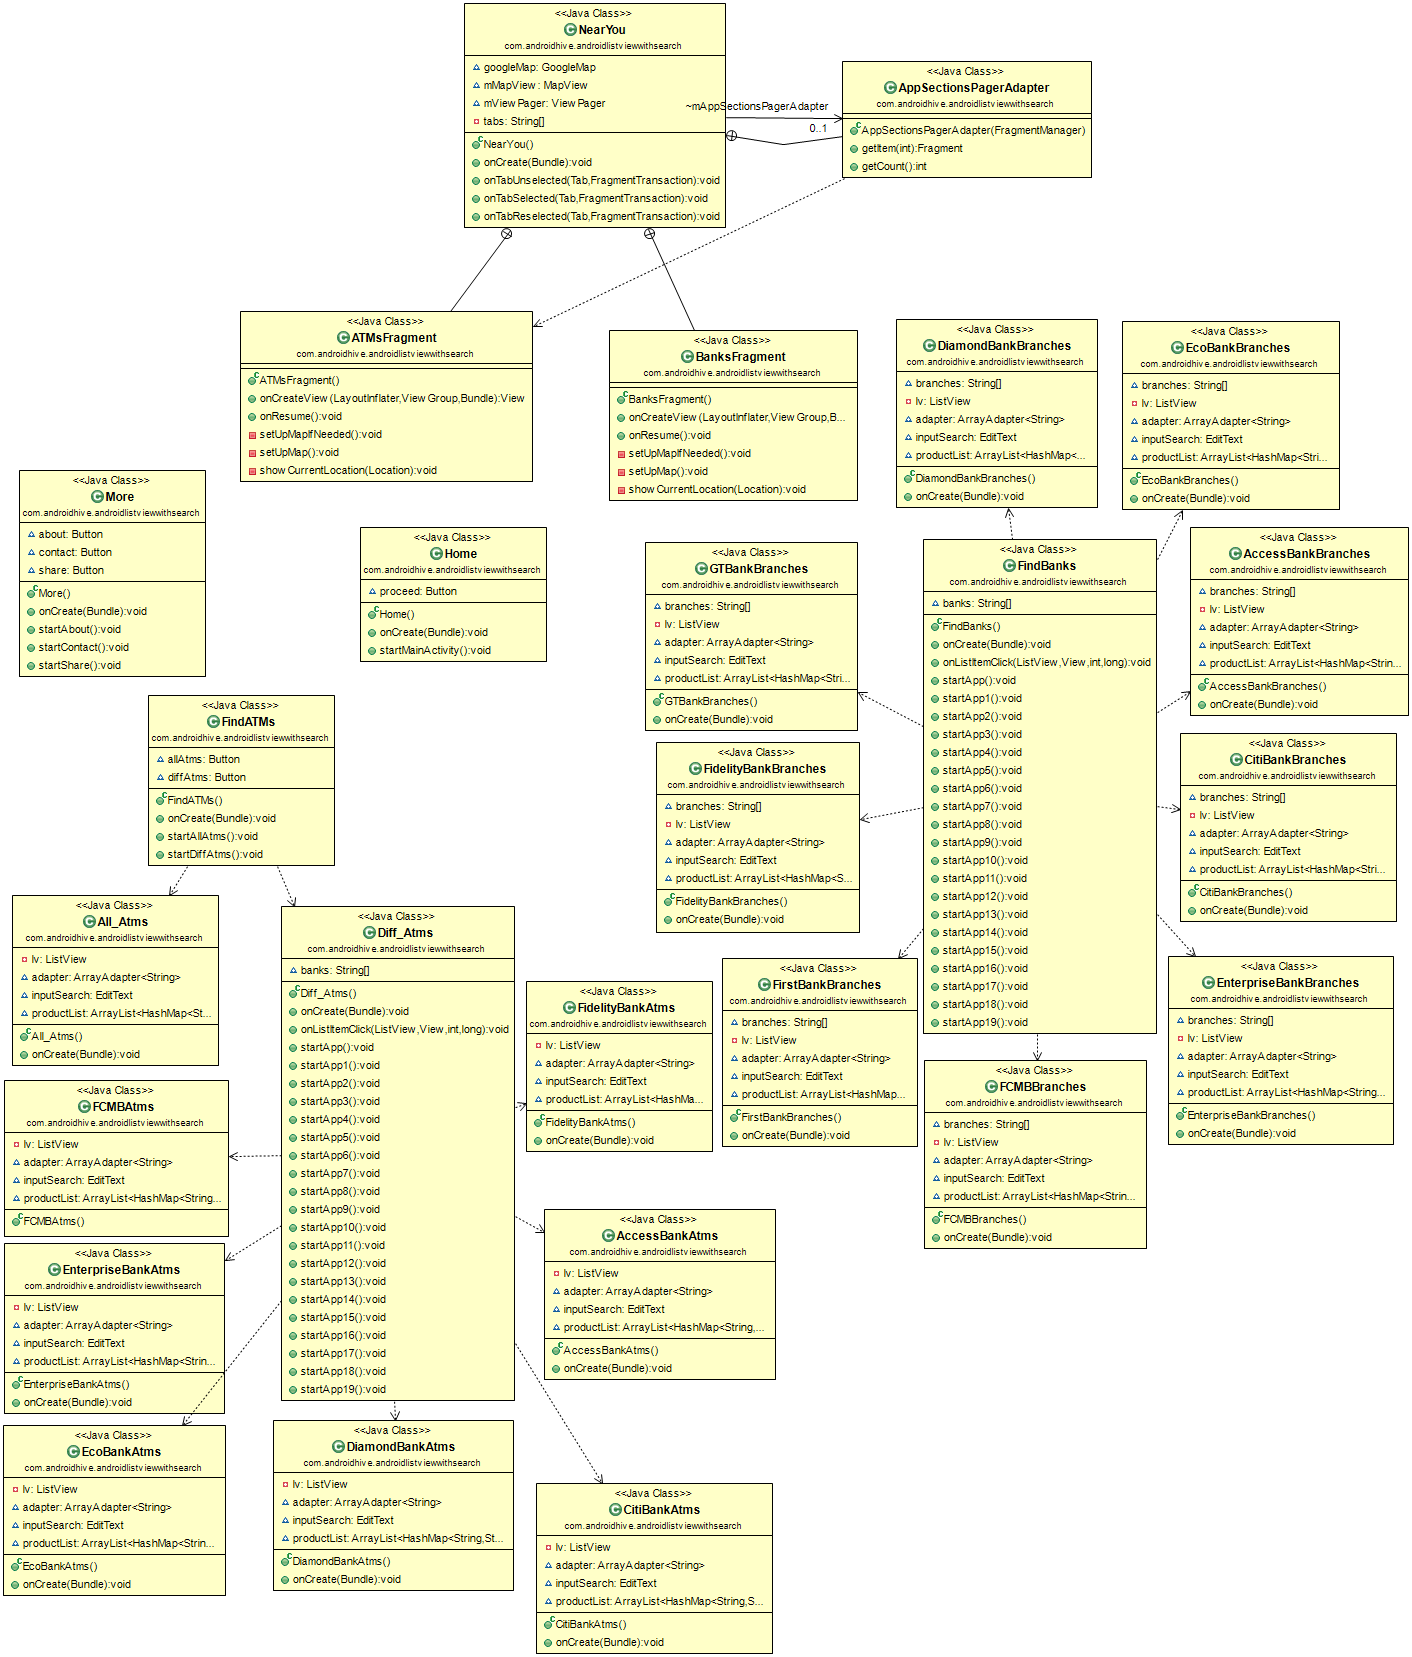 <<Java Class>>
NearYou
com.androidhive.androidlistviewwithsearch
googleMap: GoogleMap
mMapView: MapView
mViewPager: ViewPager
tabs: String[]
NearYou()
onCreate(Bundle):void
onTabUnselected(Tab,FragmentTransaction):void
onTabSelected(Tab,FragmentTransaction):void
onTabReselected(Tab,FragmentTransaction):void
~mAppSectionsPagerAdapter
0..1
<<Java Class>>
AppSectionsPagerAdapter
com.androidhive.androidlistviewwithsearch
AppSectionsPagerAdapter(FragmentManager)
getItem(int):Fragment
getCount():int
<<Java Class>>
ATMsFragment
com.androidhive.androidlistviewwithsearch
ATMsFragment()
onCreateView(LayoutInflater,ViewGroup,Bundle):View
onResume():void
setUpMapIfNeeded():void
setUpMap():void
showCurrentLocation(Location):void
<<Java Class>>
BanksFragment
com.androidhive.androidlistviewwithsearch
BanksFragment()
onCreateView(LayoutInflater,ViewGroup,B...
onResume():void
setUpMapIfNeeded():void
setUpMap():void
showCurrentLocation(Location):void
<<Java Class>>
DiamondBankBranches
com.androidhive.androidlistviewwithsearch
branches: String[]
lv: ListView
adapter: ArrayAdapter<String>
inputSearch: EditText
productList: ArrayList<HashMap<...
DiamondBankBranches()
onCreate(Bundle):void
<<Java Class>>
EcoBankBranches
com.androidhive.androidlistviewwithsearch
branches: String[]
lv: ListView
adapter: ArrayAdapter<String>
inputSearch: EditText
productList: ArrayList<HashMap<Stri...
EcoBankBranches()
onCreate(Bundle):void
<<Java Class>>
More
com.androidhive.androidlistviewwithsearch
about: Button
contact: Button
share: Button
More()
onCreate(Bundle):void
startAbout():void
startContact():void
startShare():void
<<Java Class>>
Home
com.androidhive.androidlistviewwithsearch
proceed: Button
Home()
onCreate(Bundle):void
startMainActivity():void
<<Java Class>>
GTBankBranches
com.androidhive.androidlistviewwithsearch
branches: String[]
lv: ListView
adapter: ArrayAdapter<String>
inputSearch: EditText
productList: ArrayList<HashMap<Stri...
GTBankBranches()
onCreate(Bundle):void
<<Java Class>>
FindBanks
com.androidhive.androidlistviewwithsearch
banks: String[]
FindBanks()
onCreate(Bundle):void
onListItemClick(ListView,View,int,long):void
startApp():void
startApp1():void
startApp2():void
startApp3():void
startApp4():void
startApp5():void
startApp6():void
startApp7():void
startApp8():void
startApp9():void
startApp10():void
startApp11():void
startApp12():void
startApp13():void
startApp14():void
startApp15():void
startApp16():void
startApp17():void
startApp18():void
startApp19():void
<<Java Class>>
AccessBankBranches
com.androidhive.androidlistviewwithsearch
branches: String[]
lv: ListView
adapter: ArrayAdapter<String>
inputSearch: EditText
productList: ArrayList<HashMap<Strin...
AccessBankBranches()
onCreate(Bundle):void
<<Java Class>>
FindATMs
com.androidhive.androidlistviewwithsearch
allAtms: Button
diffAtms: Button
FindATMs()
onCreate(Bundle):void
startAllAtms():void
startDiffAtms():void
<<Java Class>>
FidelityBankBranches
com.androidhive.androidlistviewwithsearch
branches: String[]
lv: ListView
adapter: ArrayAdapter<String>
inputSearch: EditText
productList: ArrayList<HashMap<S...
FidelityBankBranches()
onCreate(Bundle):void
<<Java Class>>
CitiBankBranches
com.androidhive.androidlistviewwithsearch
branches: String[]
lv: ListView
adapter: ArrayAdapter<String>
inputSearch: EditText
productList: ArrayList<HashMap<Stri...
CitiBankBranches()
onCreate(Bundle):void
<<Java Class>>
All_Atms
com.androidhive.androidlistviewwithsearch
lv: ListView
adapter: ArrayAdapter<String>
inputSearch: EditText
productList: ArrayList<HashMap<St...
All_Atms()
onCreate(Bundle):void
<<Java Class>>
Diff_Atms
com.androidhive.androidlistviewwithsearch
banks: String[]
Diff_Atms()
onCreate(Bundle):void
onListItemClick(ListView,View,int,long):void
startApp():void
startApp1():void
startApp2():void
startApp3():void
startApp4():void
startApp5():void
startApp6():void
startApp7():void
startApp8():void
startApp9():void
startApp10():void
startApp11():void
startApp12():void
startApp13():void
startApp14():void
startApp15():void
startApp16():void
startApp17():void
startApp18():void
startApp19():void
<<Java Class>>
FidelityBankAtms
com.androidhive.androidlistviewwithsearch
lv: ListView
adapter: ArrayAdapter<String>
inputSearch: EditText
productList: ArrayList<HashMa...
FidelityBankAtms()
onCreate(Bundle):void
<<Java Class>>
FirstBankBranches
com.androidhive.androidlistviewwithsearch
branches: String[]
lv: ListView
adapter: ArrayAdapter<String>
inputSearch: EditText
productList: ArrayList<HashMap...
FirstBankBranches()
onCreate(Bundle):void
<<Java Class>>
EnterpriseBankBranches
com.androidhive.androidlistviewwithsearch
branches: String[]
lv: ListView
adapter: ArrayAdapter<String>
inputSearch: EditText
productList: ArrayList<HashMap<String...
EnterpriseBankBranches()
onCreate(Bundle):void
<<Java Class>>
FCMBBranches
com.androidhive.androidlistviewwithsearch
branches: String[]
lv: ListView
adapter: ArrayAdapter<String>
inputSearch: EditText
productList: ArrayList<HashMap<Strin...
FCMBBranches()
onCreate(Bundle):void
<<Java Class>>
FCMBAtms
com.androidhive.androidlistviewwithsearch
lv: ListView
adapter: ArrayAdapter<String>
inputSearch: EditText
productList: ArrayList<HashMap<String...
FCMBAtms()
<<Java Class>>
EnterpriseBankAtms
com.androidhive.androidlistviewwithsearch
lv: ListView
adapter: ArrayAdapter<String>
inputSearch: EditText
productList: ArrayList<HashMap<Strin...
EnterpriseBankAtms()
onCreate(Bundle):void
<<Java Class>>
AccessBankAtms
com.androidhive.androidlistviewwithsearch
lv: ListView
adapter: ArrayAdapter<String>
inputSearch: EditText
productList: ArrayList<HashMap<String,...
AccessBankAtms()
onCreate(Bundle):void
<<Java Class>>
EcoBankAtms
com.androidhive.androidlistviewwithsearch
lv: ListView
adapter: ArrayAdapter<String>
inputSearch: EditText
productList: ArrayList<HashMap<Strin...
EcoBankAtms()
onCreate(Bundle):void
<<Java Class>>
DiamondBankAtms
com.androidhive.androidlistviewwithsearch
lv: ListView
adapter: ArrayAdapter<String>
inputSearch: EditText
productList: ArrayList<HashMap<String,St...
DiamondBankAtms()
onCreate(Bundle):void
<<Java Class>>
CitiBankAtms
com.androidhive.androidlistviewwithsearch
lv: ListView
adapter: ArrayAdapter<String>
inputSearch: EditText
productList: ArrayList<HashMap<String,S...
CitiBankAtms()
onCreate(Bundle):void